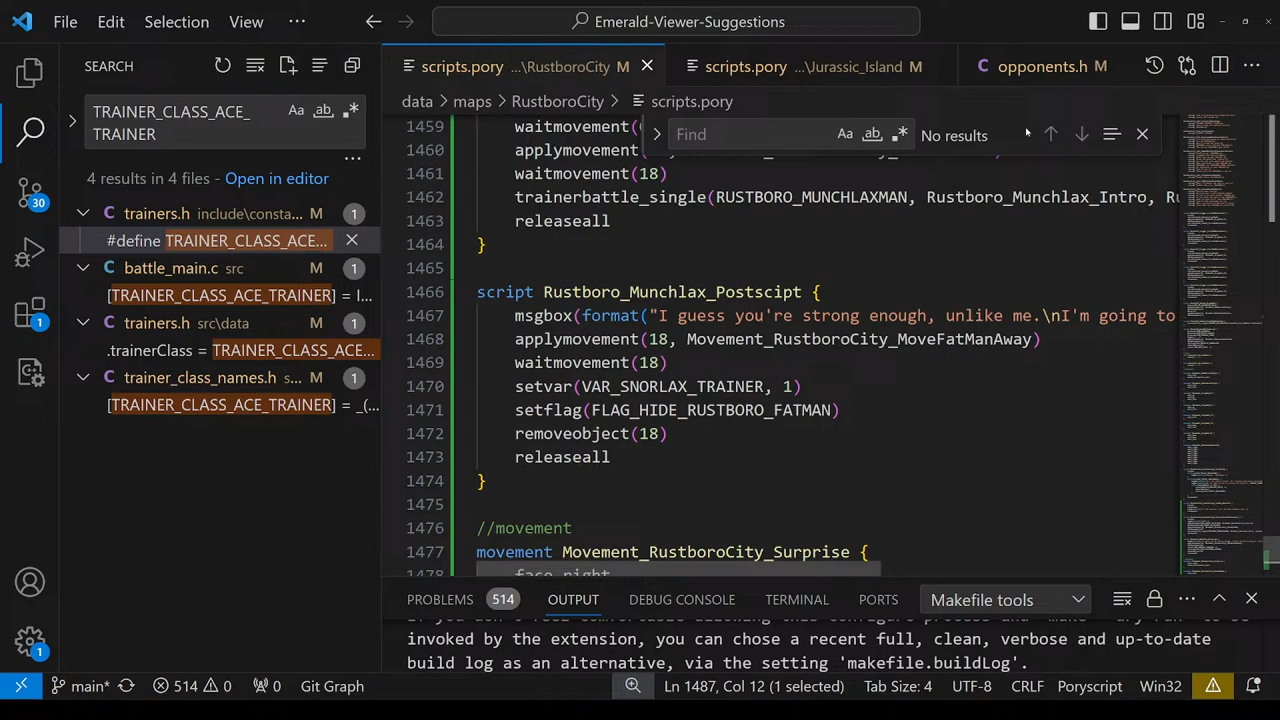 File Edit Selection View ··· Emerald-Viewer-Suggestions
SEARCH
scripts.pory ...\RustboroCity M
scripts.pory ...\Jurassic_Island M
opponents.h M
TRAINER_CLASS_ACE_
TRAINER
Aa ab .*
data > maps > RustboroCity > scripts.pory
Find Aa ab .* No results
4 results in 4 files - Open in editor
trainers.h include\consta... M 1
#define TRAINER_CLASS_ACE...
battle_main.c src M 1
[TRAINER_CLASS_ACE_TRAINER] = I...
trainers.h src\data M 1
.trainerClass = TRAINER_CLASS_ACE...
trainer_class_names.h s... M 1
[TRAINER_CLASS_ACE_TRAINER] = _(...
30
1
1
1459 waitmovement(
1460 applymovement(
1461 waitmovement(18)
1462 trainerbattle_single(RUSTBORO_MUNCHLAXMAN, Rustboro_Munchlax_Intro, Ru
1463 releaseall
1464 }
1465
1466 script Rustboro_Munchlax_Postscipt {
1467 msgbox(format("I guess you're strong enough, unlike me.\nI'm going to
1468 applymovement(18, Movement_RustboroCity_MoveFatManAway)
1469 waitmovement(18)
1470 setvar(VAR_SNORLAX_TRAINER, 1)
1471 setflag(FLAG_HIDE_RUSTBORO_FATMAN)
1472 removeobject(18)
1473 releaseall
1474 }
1475
1476 //movement
1477 movement Movement_RustboroCity_Surprise {
1478 face_right
PROBLEMS 514 OUTPUT DEBUG CONSOLE TERMINAL PORTS Makefile tools
invoked by the extension, you can chose a recent full, clean, verbose and up-to-date
build log as an alternative, via the setting 'makefile.buildLog'.
main* 514 0 0 Git Graph Ln 1487, Col 12 (1 selected) Tab Size: 4 UTF-8 CRLF Poryscript Win32